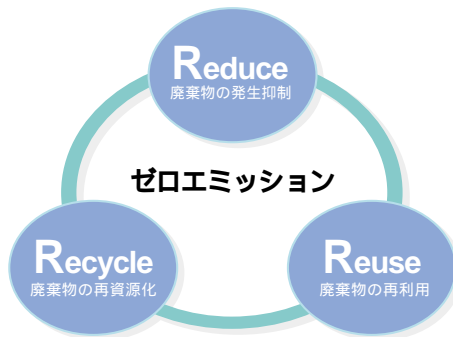 Reduce
廃棄物の発生抑制
ゼロエミッション
Recycle
廃棄物の再資源化
Reuse
廃棄物の再利用